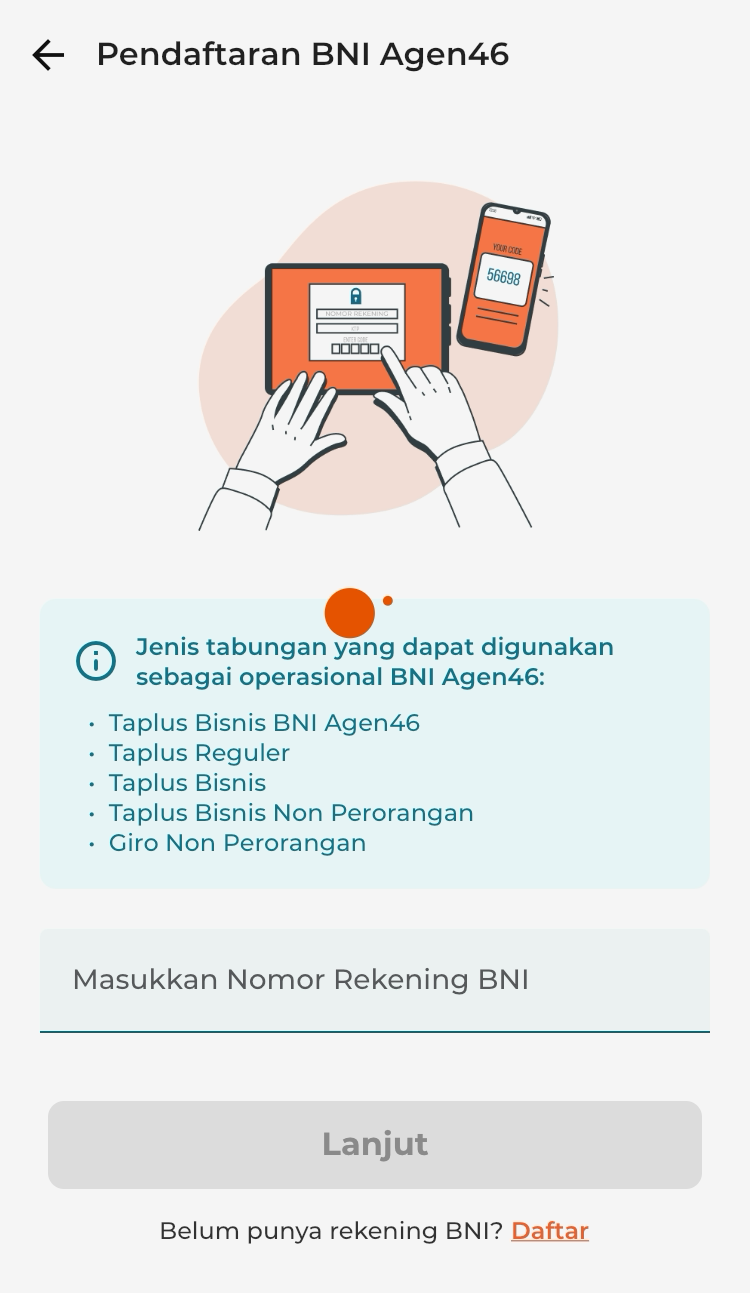 Pendaftaran BNI Agen46
YOUR CODE
56698
NOMOR REKENING
ENTER CODE
Jenis tabungan yang dapat digunakan
sebagai operasional BNI Agen46:
• Taplus Bisnis BNI Agen46
• Taplus Reguler
• Taplus Bisnis
• Taplus Bisnis Non Perorangan
• Giro Non Perorangan
Masukkan Nomor Rekening BNI
Lanjut
Belum punya rekening BNI? Daftar